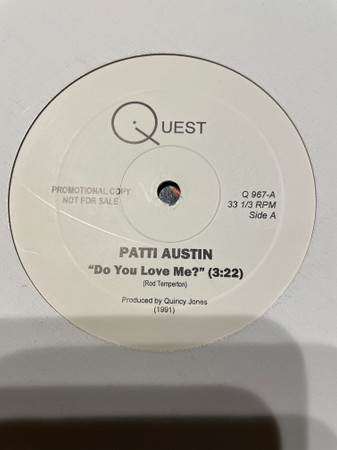 QUEST
PROMOTIONAL COPY
NOT FOR SALE
Q 967-A
33 1/3 RPM
Side A
PATTI AUSTIN
“Do You Love Me?” (3:22)
(Rod Temperton)
Produced by Quincy Jones
(1991)